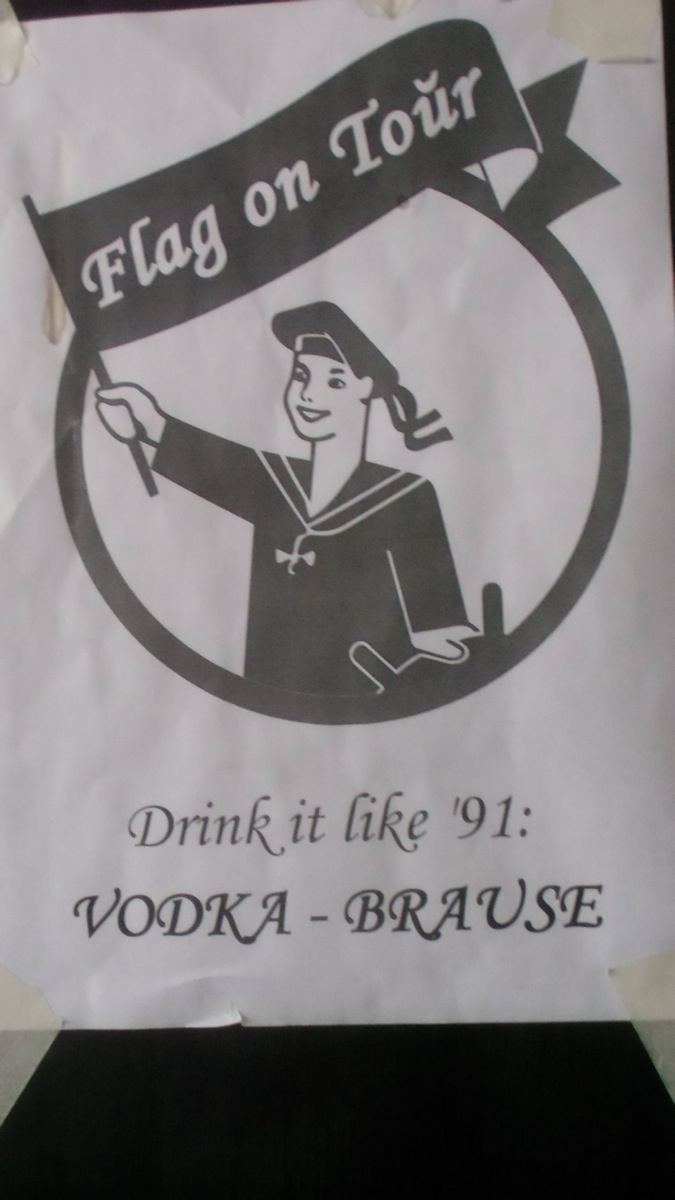 Flag on Toŭr
Drink it like '91:
VODKA - BRAUSE